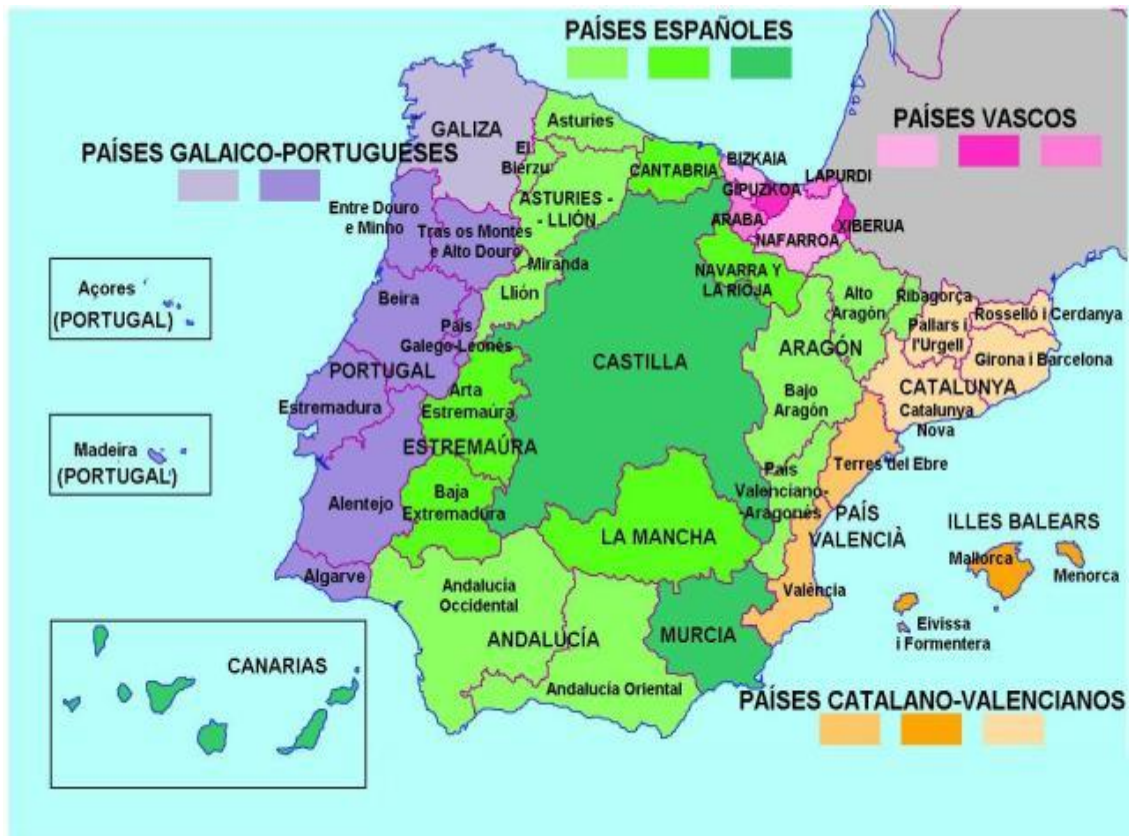 PAÍSES ESPAÑOLES
PAÍSES VASCOS
PAÍSES GALAICO-PORTUGUESES
GALIZA
Asturies
El
Bierzu
CANTABRIA
BIZKAIA
GIPUZKOA
LAPURDI
ARABA
NAFARROA
XIBERUA
ASTURIES -
- LLIÓN
Entre Douro
e Minho
Tras os Montes
e Alto Douro
Miranda
Llión
NAVARRA Y
LA RIOJA
Alto
Aragón
Ribagorça
Pallars i
l'Urgell
Rosselló i Cerdanya
Girona i Barcelona
Açores
(PORTUGAL)
Beira
País
Galego-Leonés
CASTILLA
ARAGÓN
CATALUNYA
Catalunya
Nova
PORTUGAL
Estremadura
Arta
Estremaúra
ESTREMAÚRA
Bajo
Aragón
Terres del Ebre
Madeira
(PORTUGAL)
Alentejo
Baja
Extremadura
País
Valenciano-
-Aragonés
PAÍS
VALENCIÀ
ILLES BALEARS
Mallorca
Menorca
LA MANCHA
Algarve
Andalucia
Occidental
València
Eivissa
i Formentera
CANARIAS
ANDALUCÍA
MURCIA
Andalucia Oriental
PAÍSES CATALANO-VALENCIANOS